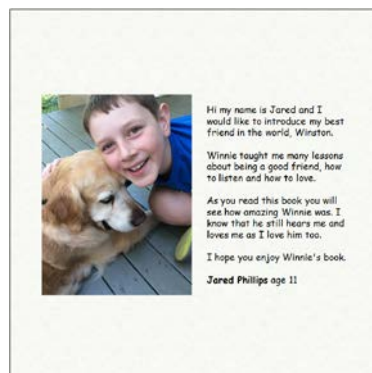 Hi my name is Jared and I
would like to introduce my best
friend in the world, Winston.
Winnie taught me many lessons
about being a good friend, how
to listen and how to love.
As you read this book you will
see how amazing Winnie was. I
know that he still hears me and
loves me as I love him too.
I hope you enjoy Winnie's book.
Jared Phillips age 11